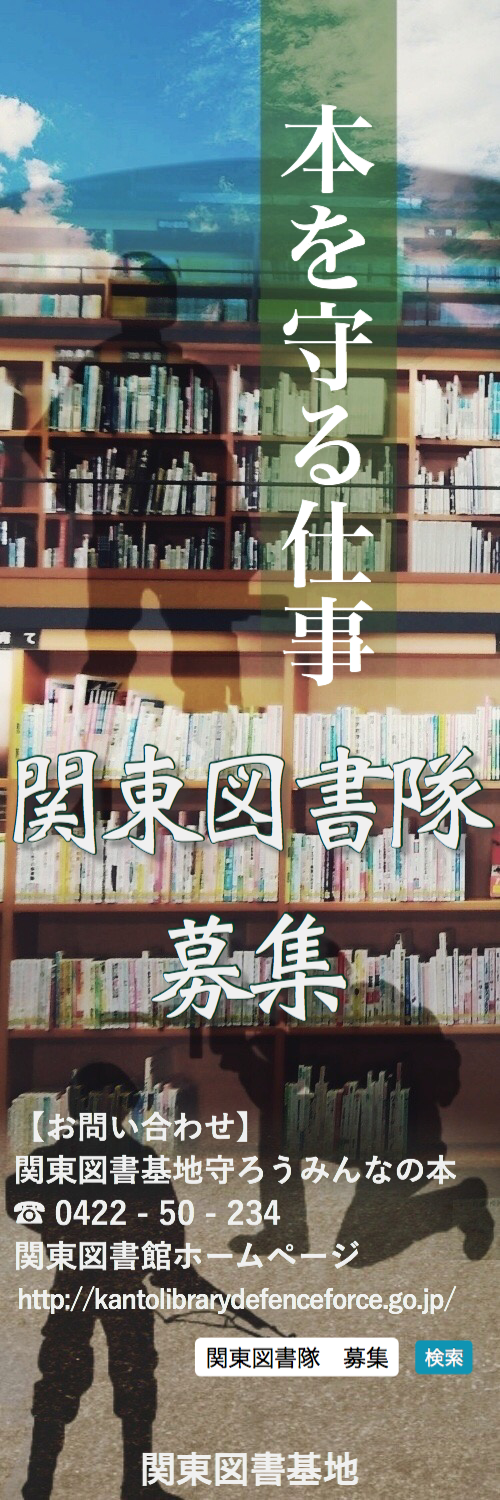 本を守る仕事
育て
関東図書隊
募集
【お問い合わせ】
関東図書基地守ろうみんなの本
☎ 0422 - 50 - 234
関東図書館ホームページ
http://kantolibrarydefenceforce.go.jp/
関東図書隊　募集 検索
関東図書基地